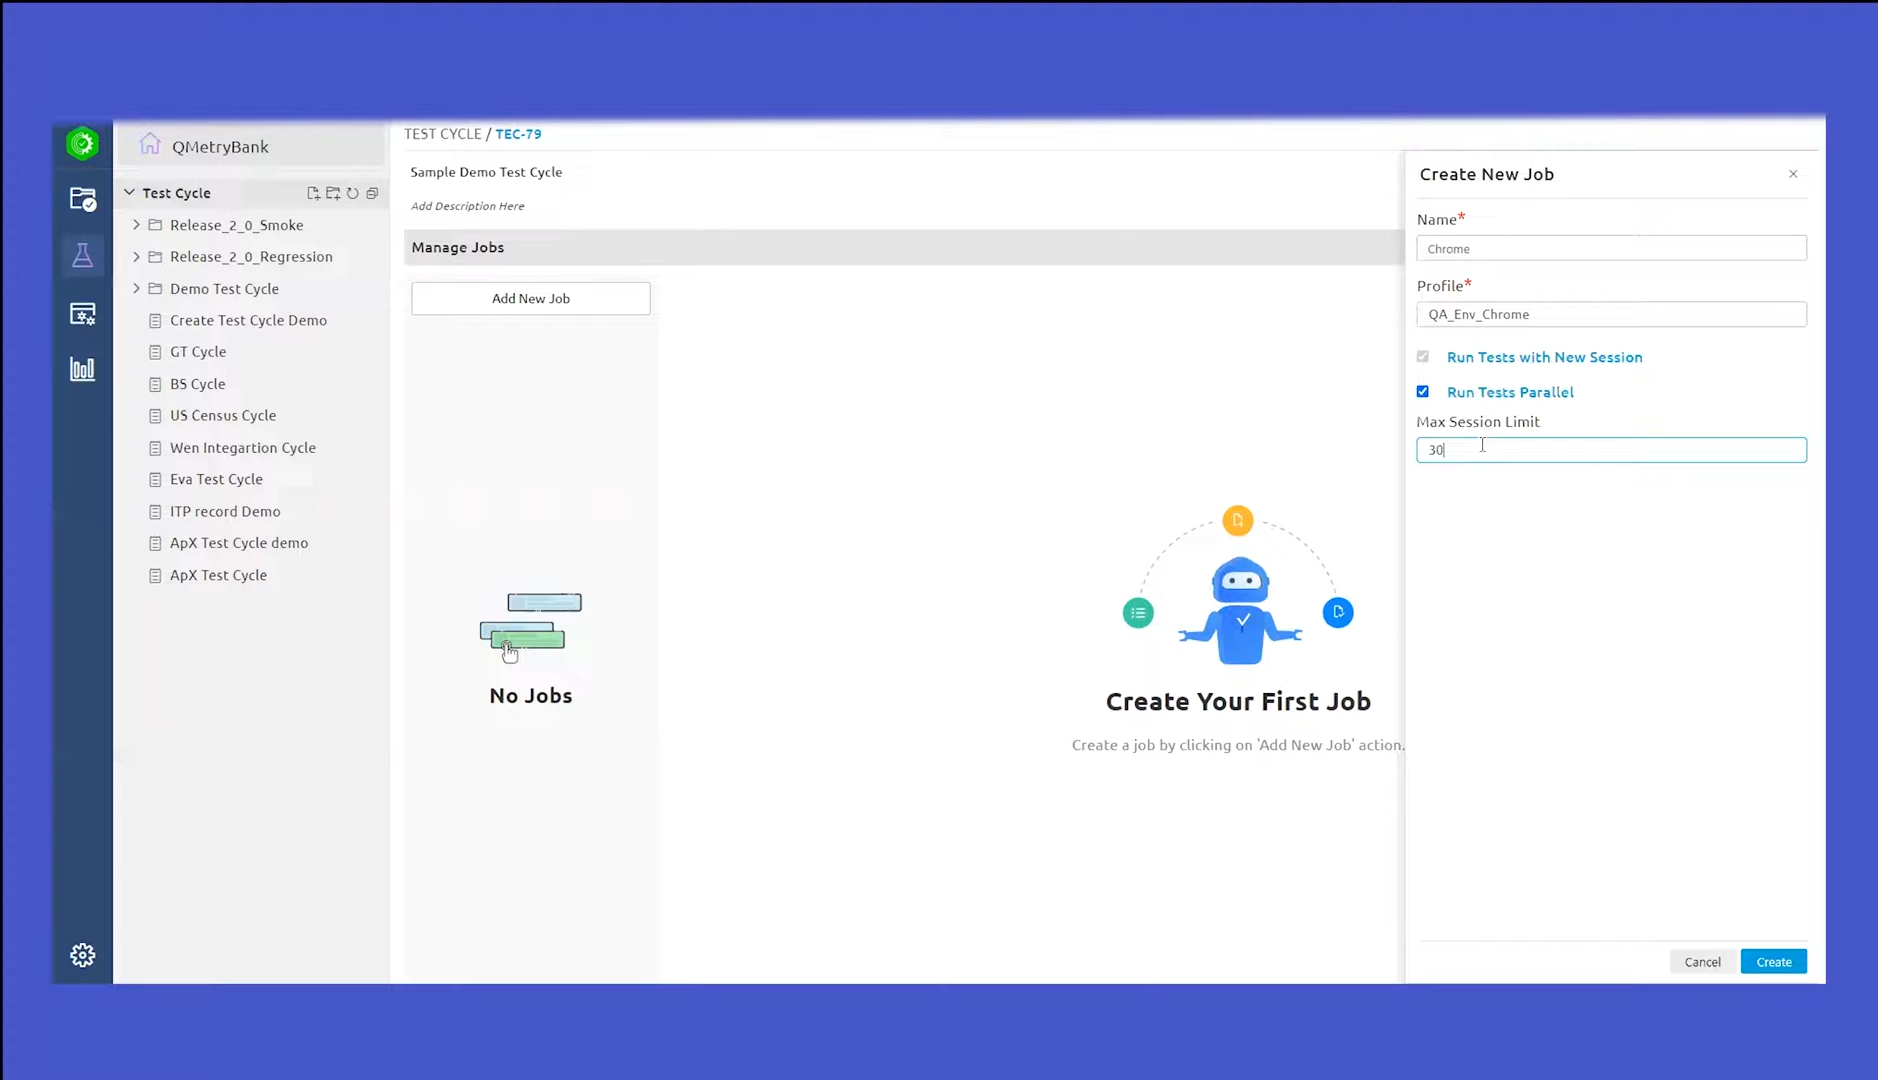 QMetryBank
Test Cycle
Release_2_0_Smoke
Release_2_0_Regression
Demo Test Cycle
Create Test Cycle Demo
GT Cycle
BS Cycle
US Census Cycle
Wen Integartion Cycle
Eva Test Cycle
ITP record Demo
ApX Test Cycle demo
ApX Test Cycle
TEST CYCLE / TEC-79
Sample Demo Test Cycle
Add Description Here
Manage Jobs
Add New Job
No Jobs
Create Your First Job
Create a job by clicking on 'Add New Job' action.
Create New Job
Name*
Chrome
Profile*
QA_Env_Chrome
Run Tests with New Session
Run Tests Parallel
Max Session Limit
30
Cancel
Create